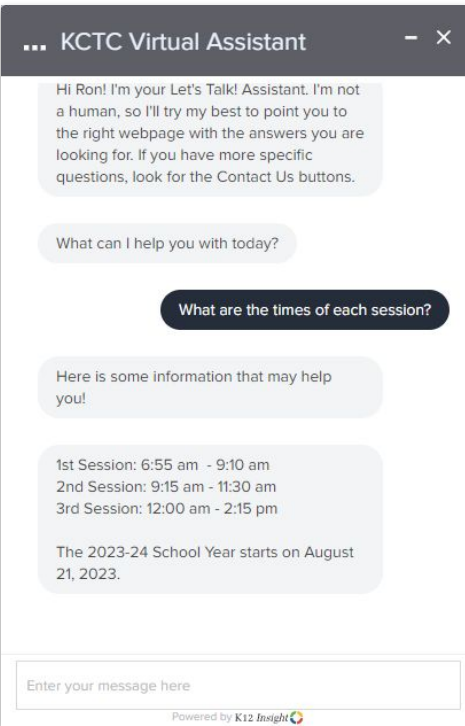 ... KCTC Virtual Assistant
Hi Ron! I'm your Let's Talk! Assistant. I'm not
a human, so I'll try my best to point you to
the right webpage with the answers you are
looking for. If you have more specific
questions, look for the Contact Us buttons.
What can I help you with today?
What are the times of each session?
Here is some information that may help
you!
1st Session: 6:55 am - 9:10 am
2nd Session: 9:15 am - 11:30 am
3rd Session: 12:00 am - 2:15 pm
The 2023-24 School Year starts on August
21, 2023.
Enter your message here
Powered by K12 Insight